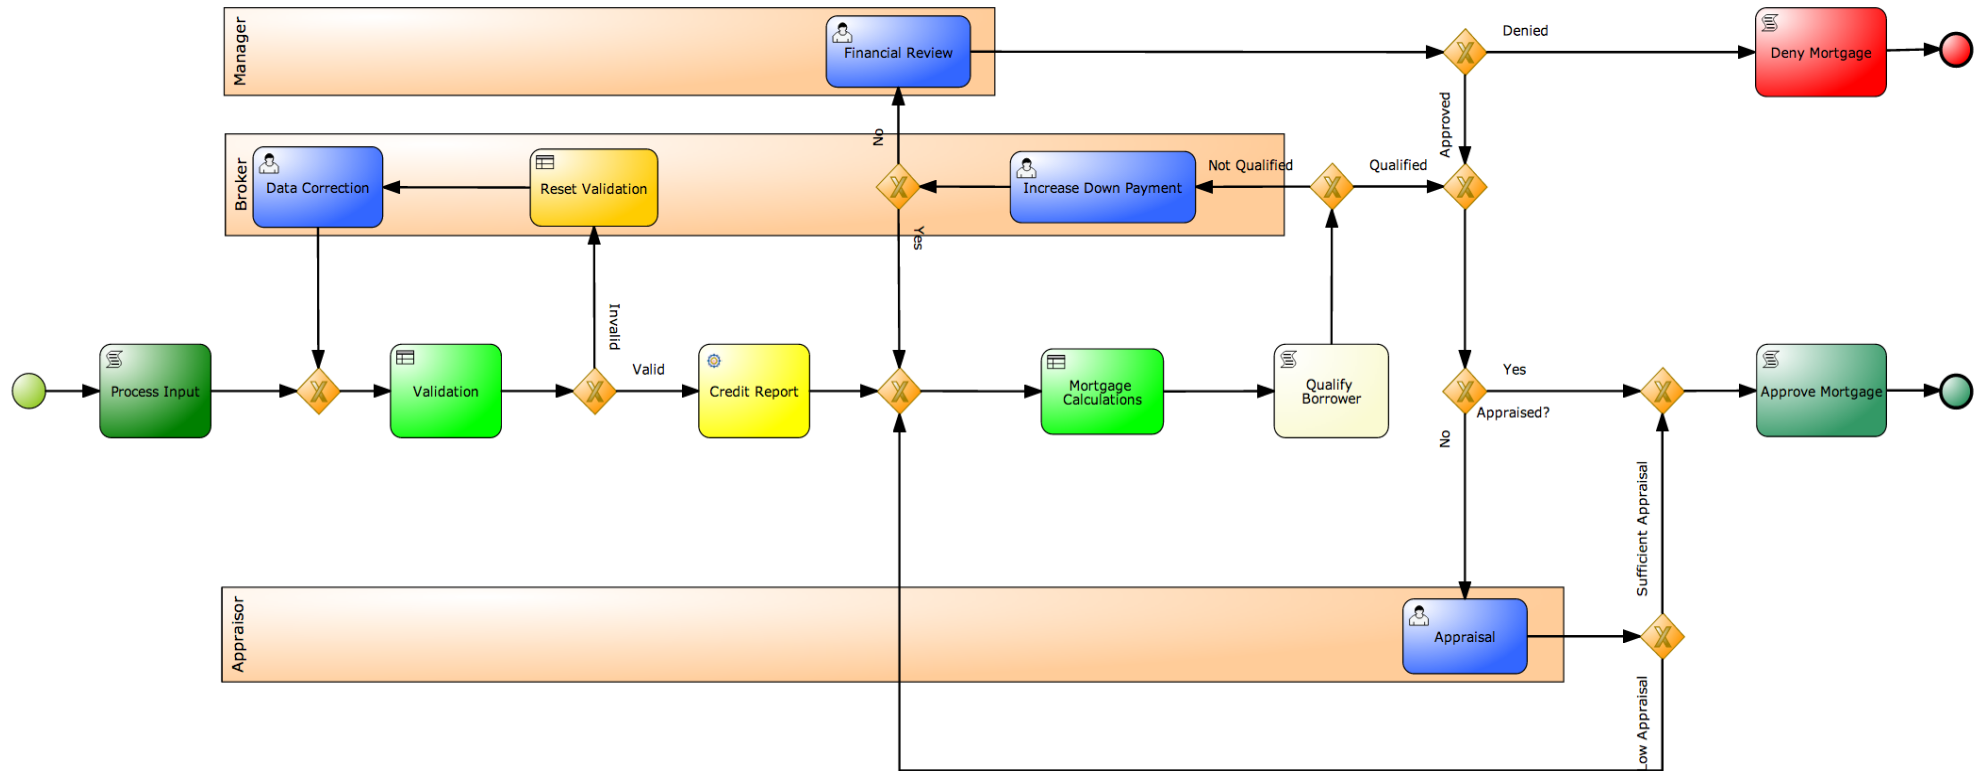 Manager
Financial Review
Denied
Deny Mortgage
Approved
No
Broker
Data Correction
Reset Validation
Increase Down Payment
Not Qualified
Qualified
Yes
Invalid
Process Input
Validation
Valid
Credit Report
Mortgage
Calculations
Qualify
Borrower
Yes
Appraised?
Approve Mortgage
No
Sufficient Appraisal
Appraisor
Appraisal
Low Appraisal